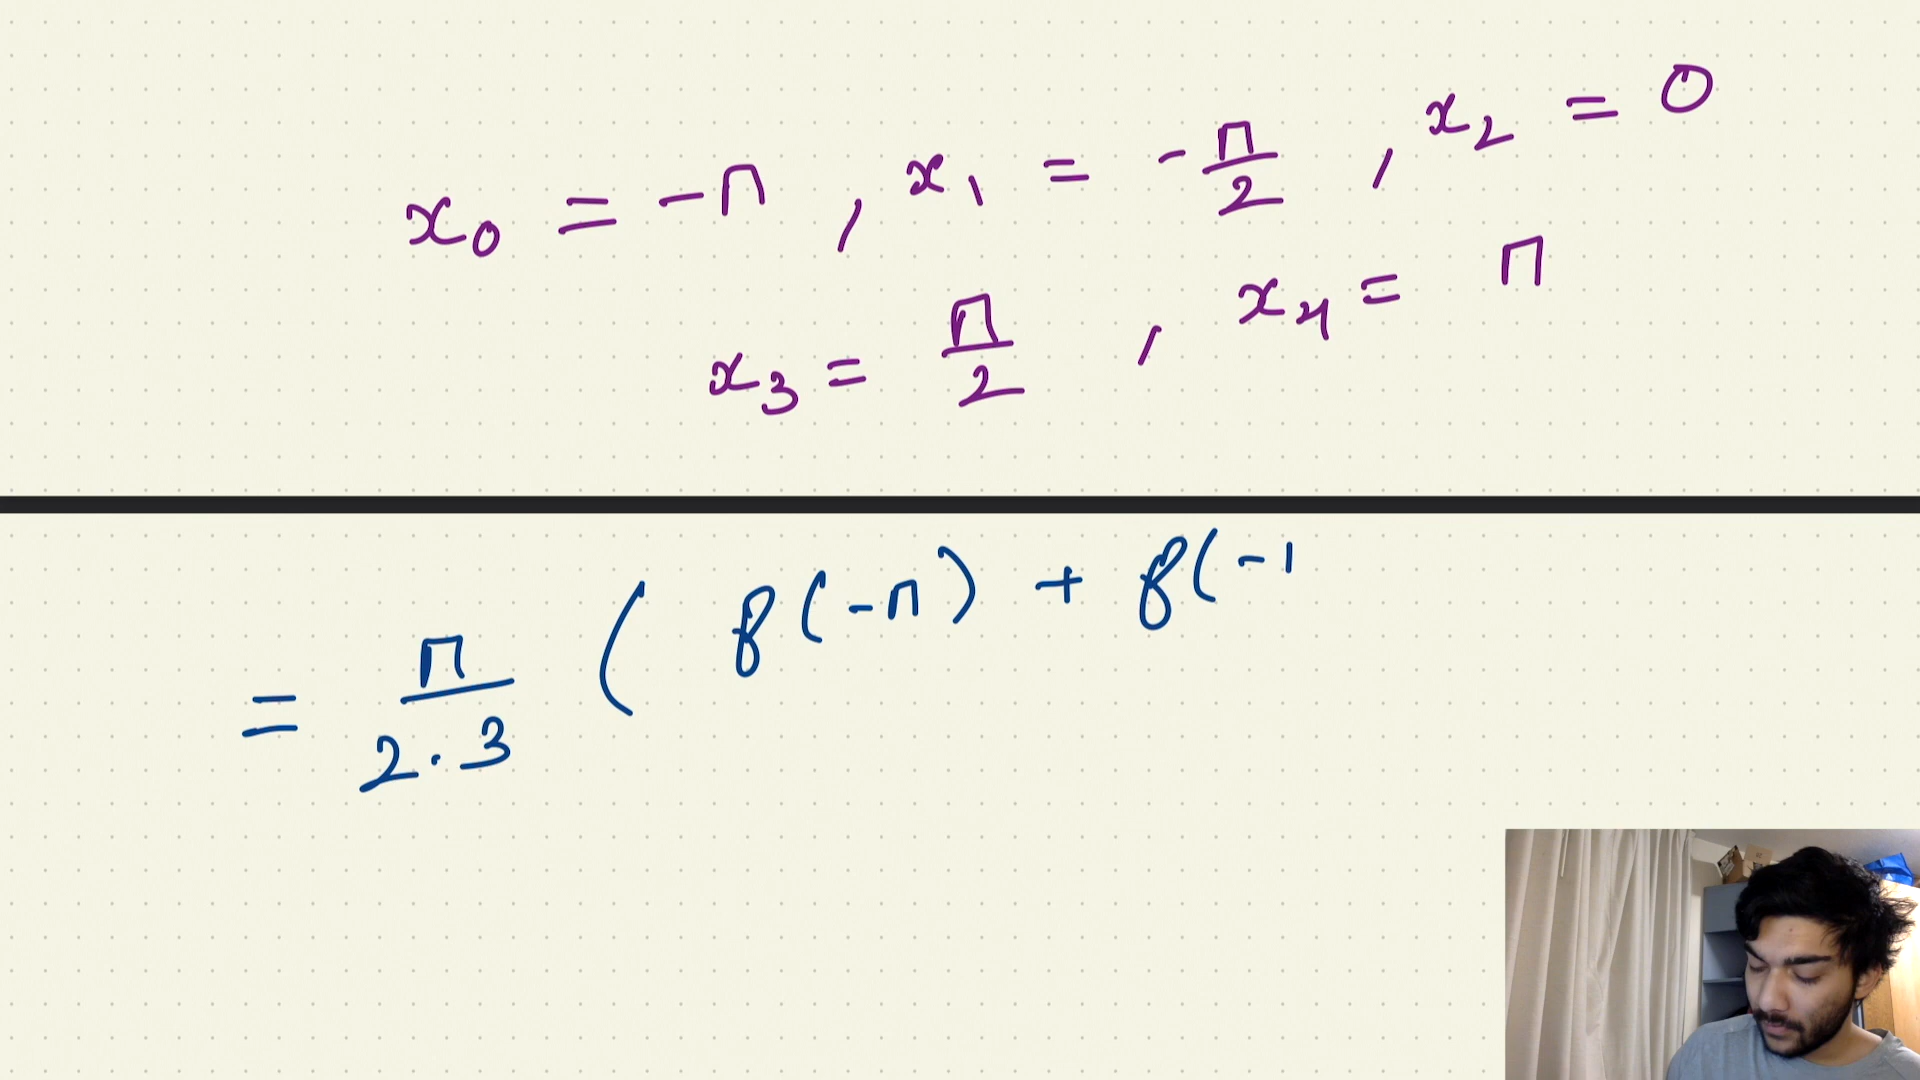 x₀ = -π , x₁ = -π/2 , x₂ = 0
x₃ = π/2 , x₄ = π
= π/(2·3) ( f(-π) + f(-1